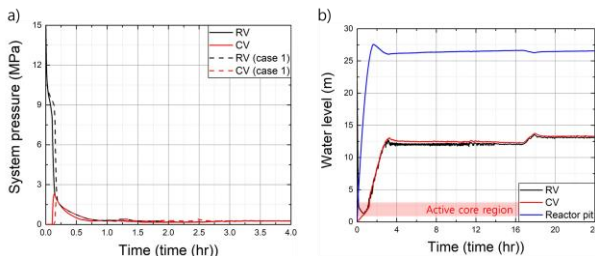 a)
System pressure (MPa)
15
12
9
6
3
0
0.0 0.5 1.0 1.5 2.0 2.5 3.0 3.5 4.0
Time (time (hr))
RV
CV
RV (case 1)
CV (case 1)
b)
Water level (m)
30
25
20
15
10
5
0
0 4 8 12 16 20 24
Time (time (hr))
Active core region
RV
CV
Reactor pit